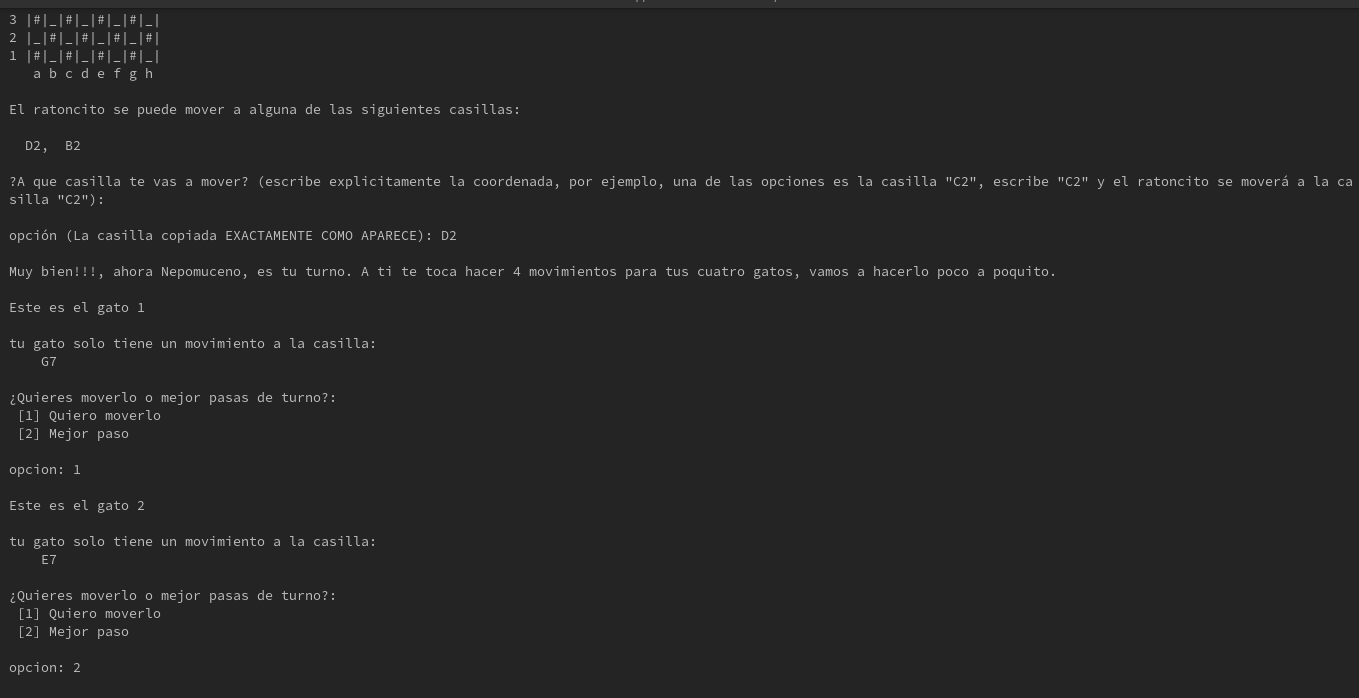 3 |#|_|#|_|#|_|#|_|
2 |_|#|_|#|_|#|_|#|
1 |#|_|#|_|#|_|#|_|
a b c d e f g h
El ratoncito se puede mover a alguna de las siguientes casillas:
D2,  B2
?A que casilla te vas a mover? (escribe explicitamente la coordenada, por ejemplo, una de las opciones es la casilla "C2", escribe "C2" y el ratoncito se moverá a la ca
silla "C2"):
opción (La casilla copiada EXACTAMENTE COMO APARECE): D2
Muy bien!!!, ahora Nepomuceno, es tu turno. A ti te toca hacer 4 movimientos para tus cuatro gatos, vamos a hacerlo poco a poquito.
Este es el gato 1
tu gato solo tiene un movimiento a la casilla:
G7
¿Quieres moverlo o mejor pasas de turno?:
[1] Quiero moverlo
[2] Mejor paso
opcion: 1
Este es el gato 2
tu gato solo tiene un movimiento a la casilla:
E7
¿Quieres moverlo o mejor pasas de turno?:
[1] Quiero moverlo
[2] Mejor paso
opcion: 2